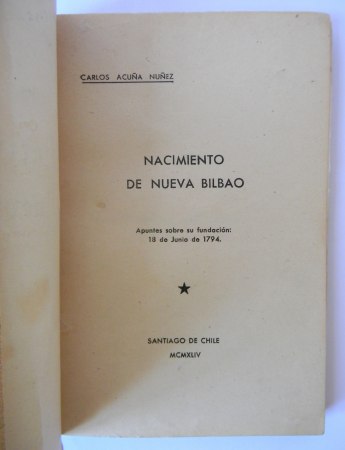 CARLOS ACUÑA NUÑEZ
NACIMIENTO
DE NUEVA BILBAO
Apuntes sobre su fundación:
18 de Junio de 1794.
SANTIAGO DE CHILE
MCMXLIV